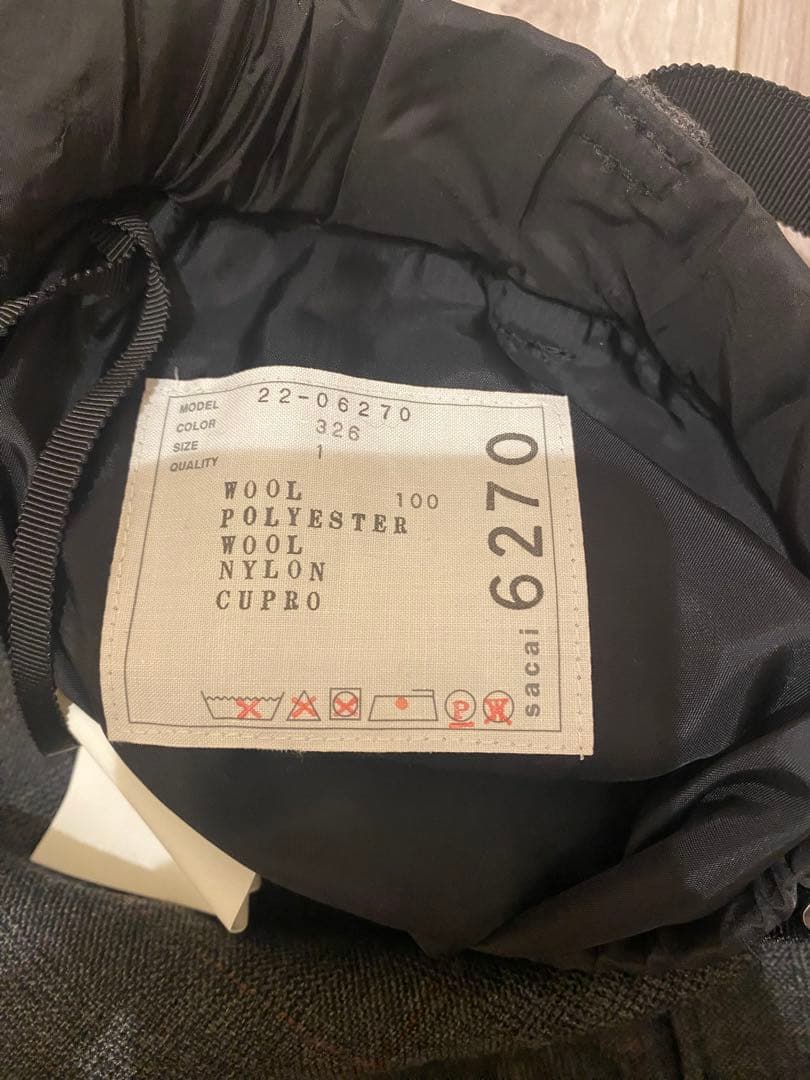 MODEL 22-06270
COLOR 326
SIZE 1
QUALITY
WOOL 100
POLYESTER
WOOL
NYLON
CUPRO
P W
sacai 6270